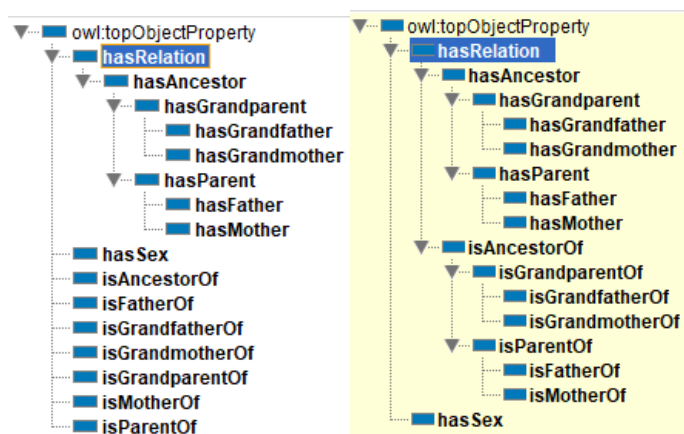 owl:topObjectProperty
hasRelation
hasAncestor
hasGrandparent
hasGrandfather
hasGrandmother
hasParent
hasFather
hasMother
hasSex
isAncestorOf
isFatherOf
isGrandfatherOf
isGrandmotherOf
isGrandparentOf
isMotherOf
isParentOf
owl:topObjectProperty
hasRelation
hasAncestor
hasGrandparent
hasGrandfather
hasGrandmother
hasParent
hasFather
hasMother
isAncestorOf
isGrandparentOf
isGrandfatherOf
isGrandmotherOf
isParentOf
isFatherOf
isMotherOf
hasSex